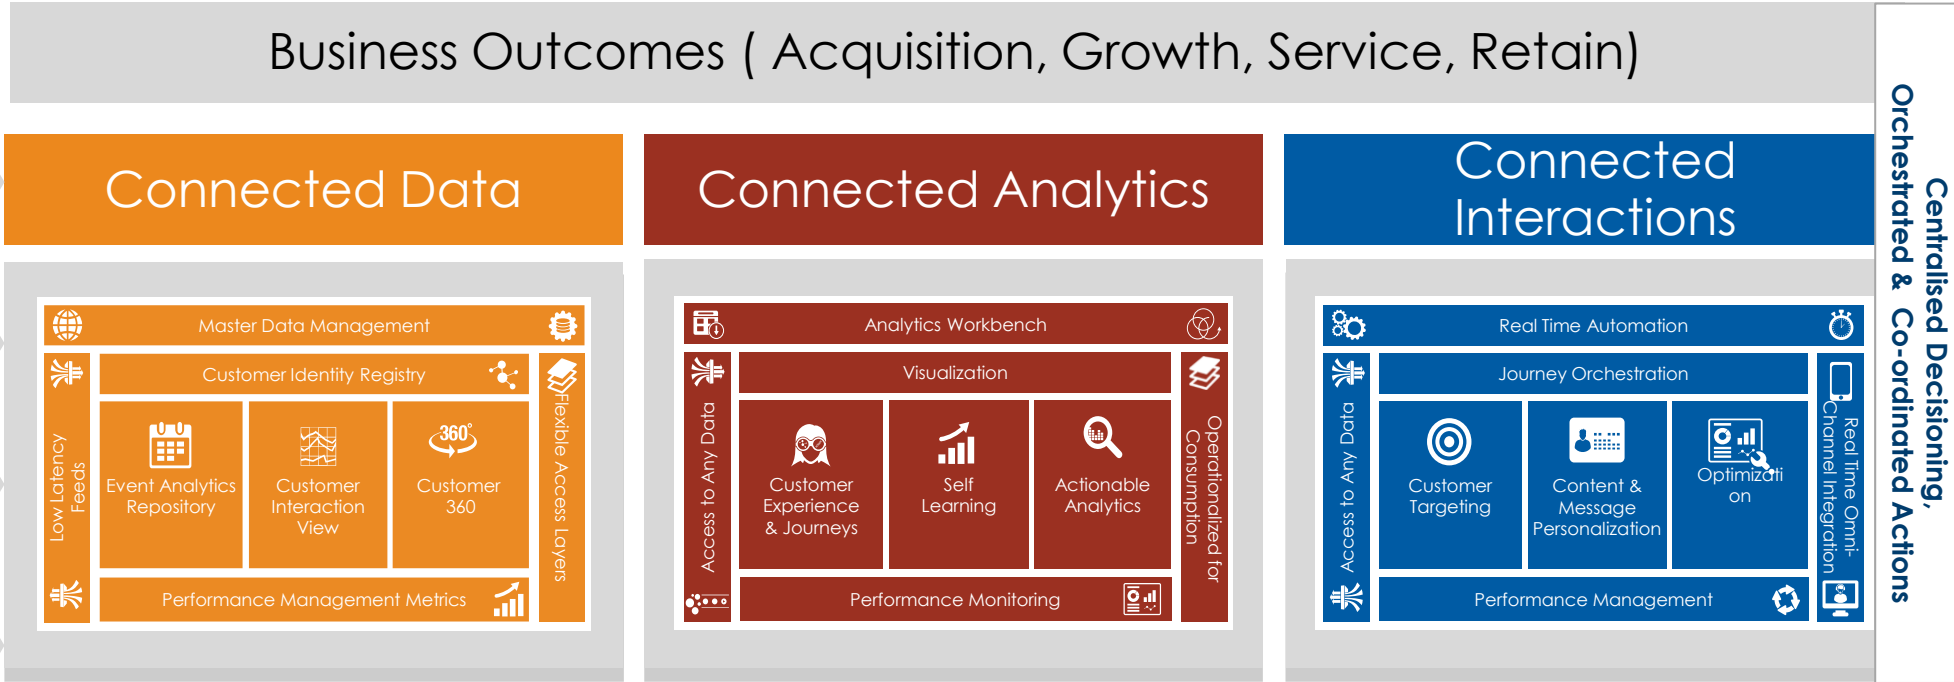 Business Outcomes ( Acquisition, Growth, Service, Retain)
Connected Data
Master Data Management
Low Latency
Feeds
Customer Identity Registry
Event Analytics
Repository
Customer
Interaction
View
360°
Customer
360
Flexible Access Layers
Performance Management Metrics
Connected Analytics
Analytics Workbench
Access to Any Data
Visualization
Customer
Experience
& Journeys
Self
Learning
Actionable
Analytics
Operationalized for
Consumption
Performance Monitoring
Connected
Interactions
Real Time Automation
Access to Any Data
Journey Orchestration
Customer
Targeting
Content &
Message
Personalization
Optimizati
on
Real Time Omni-
Channel Integration
Performance Management
Centralised Decisioning,
Orchestrated & Co-ordinated Actions